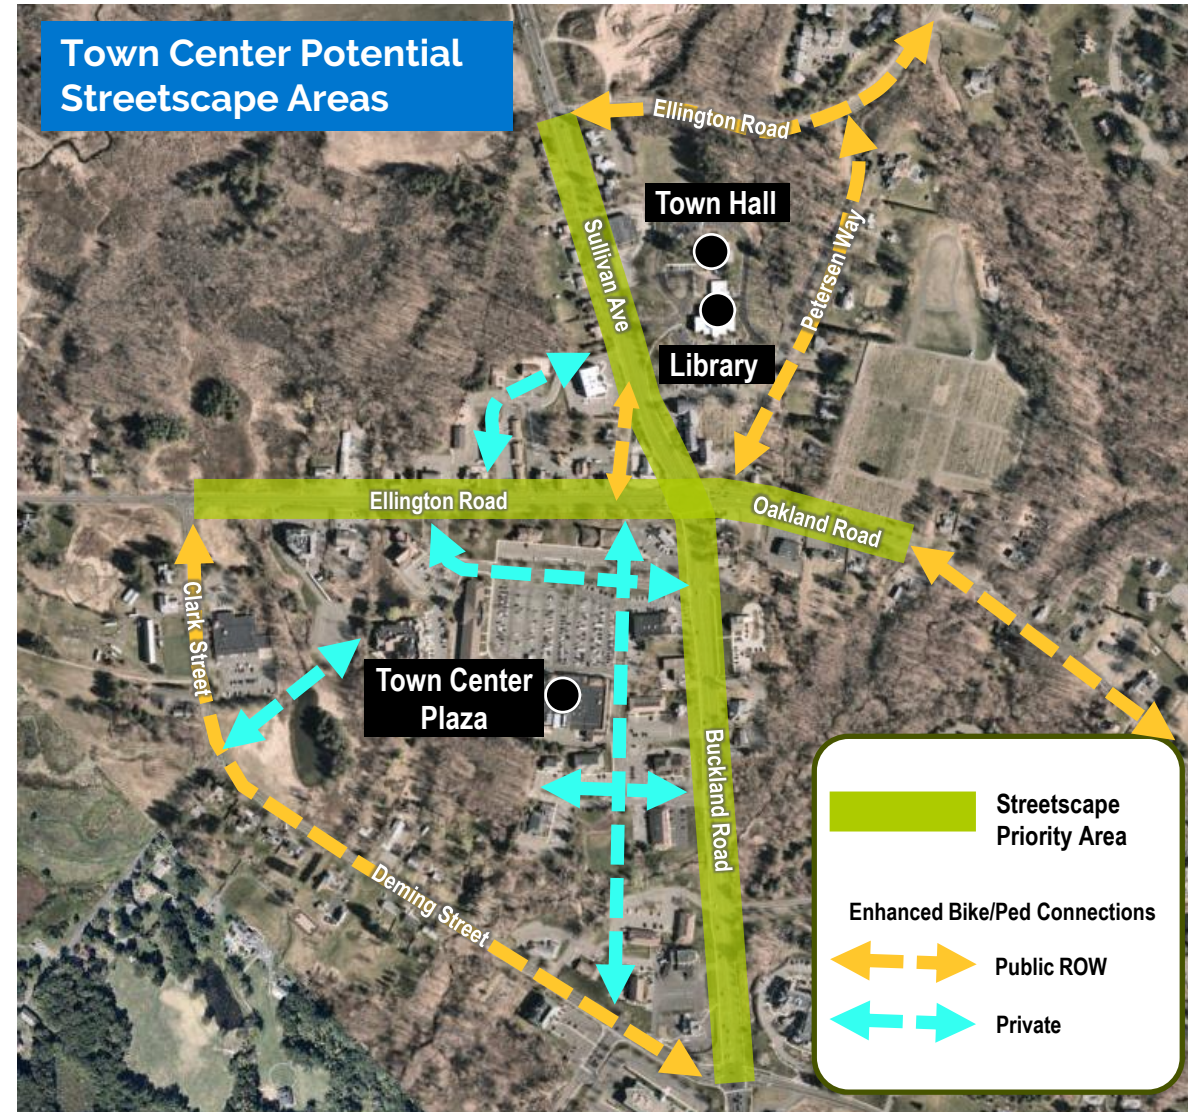 Town Center Potential
Streetscape Areas
Ellington Road
Town Hall
Sullivan Ave
Petersen Way
Library
Ellington Road
Oakland Road
Clark Street
Town Center
Plaza
Buckland Road
Deming Street
Streetscape
Priority Area
Enhanced Bike/Ped Connections
Public ROW
Private